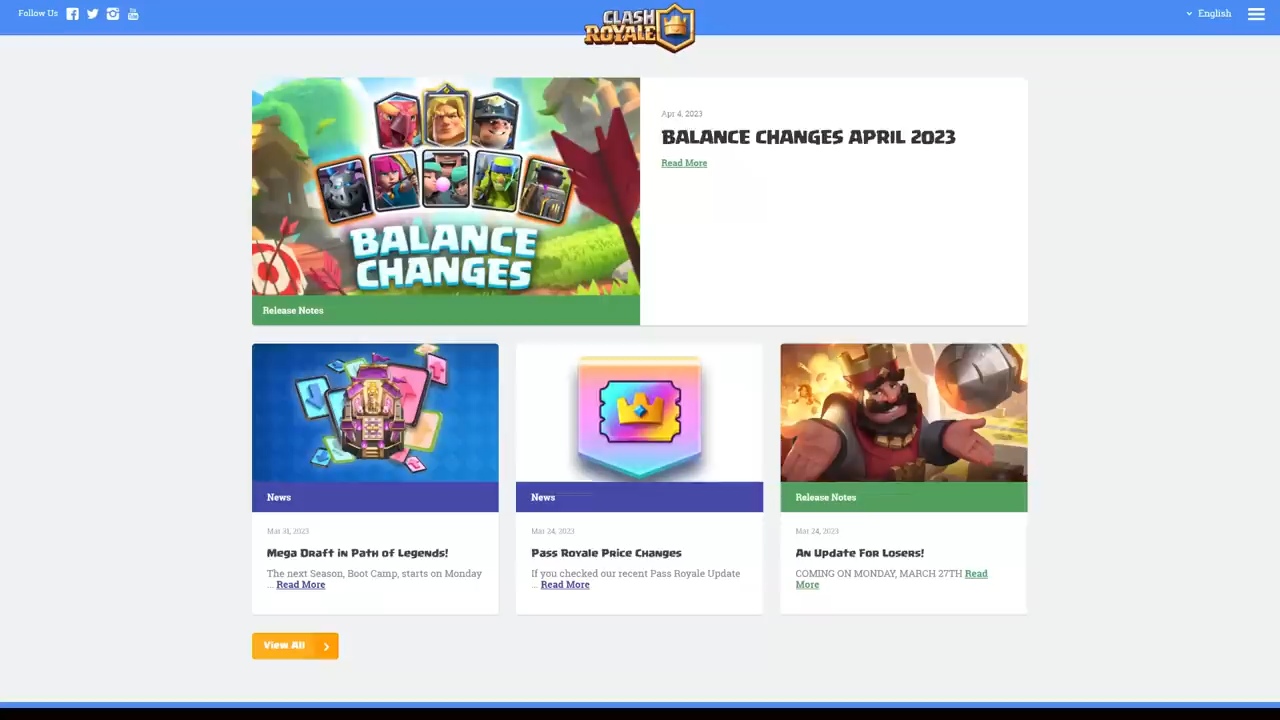 Follow Us
CLASH
ROYALE
English
BALANCE
CHANGES
Release Notes
Apr 4, 2023
BALANCE CHANGES APRIL 2023
Read More
News
Mar 31, 2023
Mega Draft in Path of Legends!
The next Season, Boot Camp, starts on Monday
... Read More
News
Mar 24, 2023
Pass Royale Price Changes
If you checked our recent Pass Royale Update
... Read More
Release Notes
Mar 24, 2023
An Update For Losers!
COMING ON MONDAY, MARCH 27TH Read
More
View All